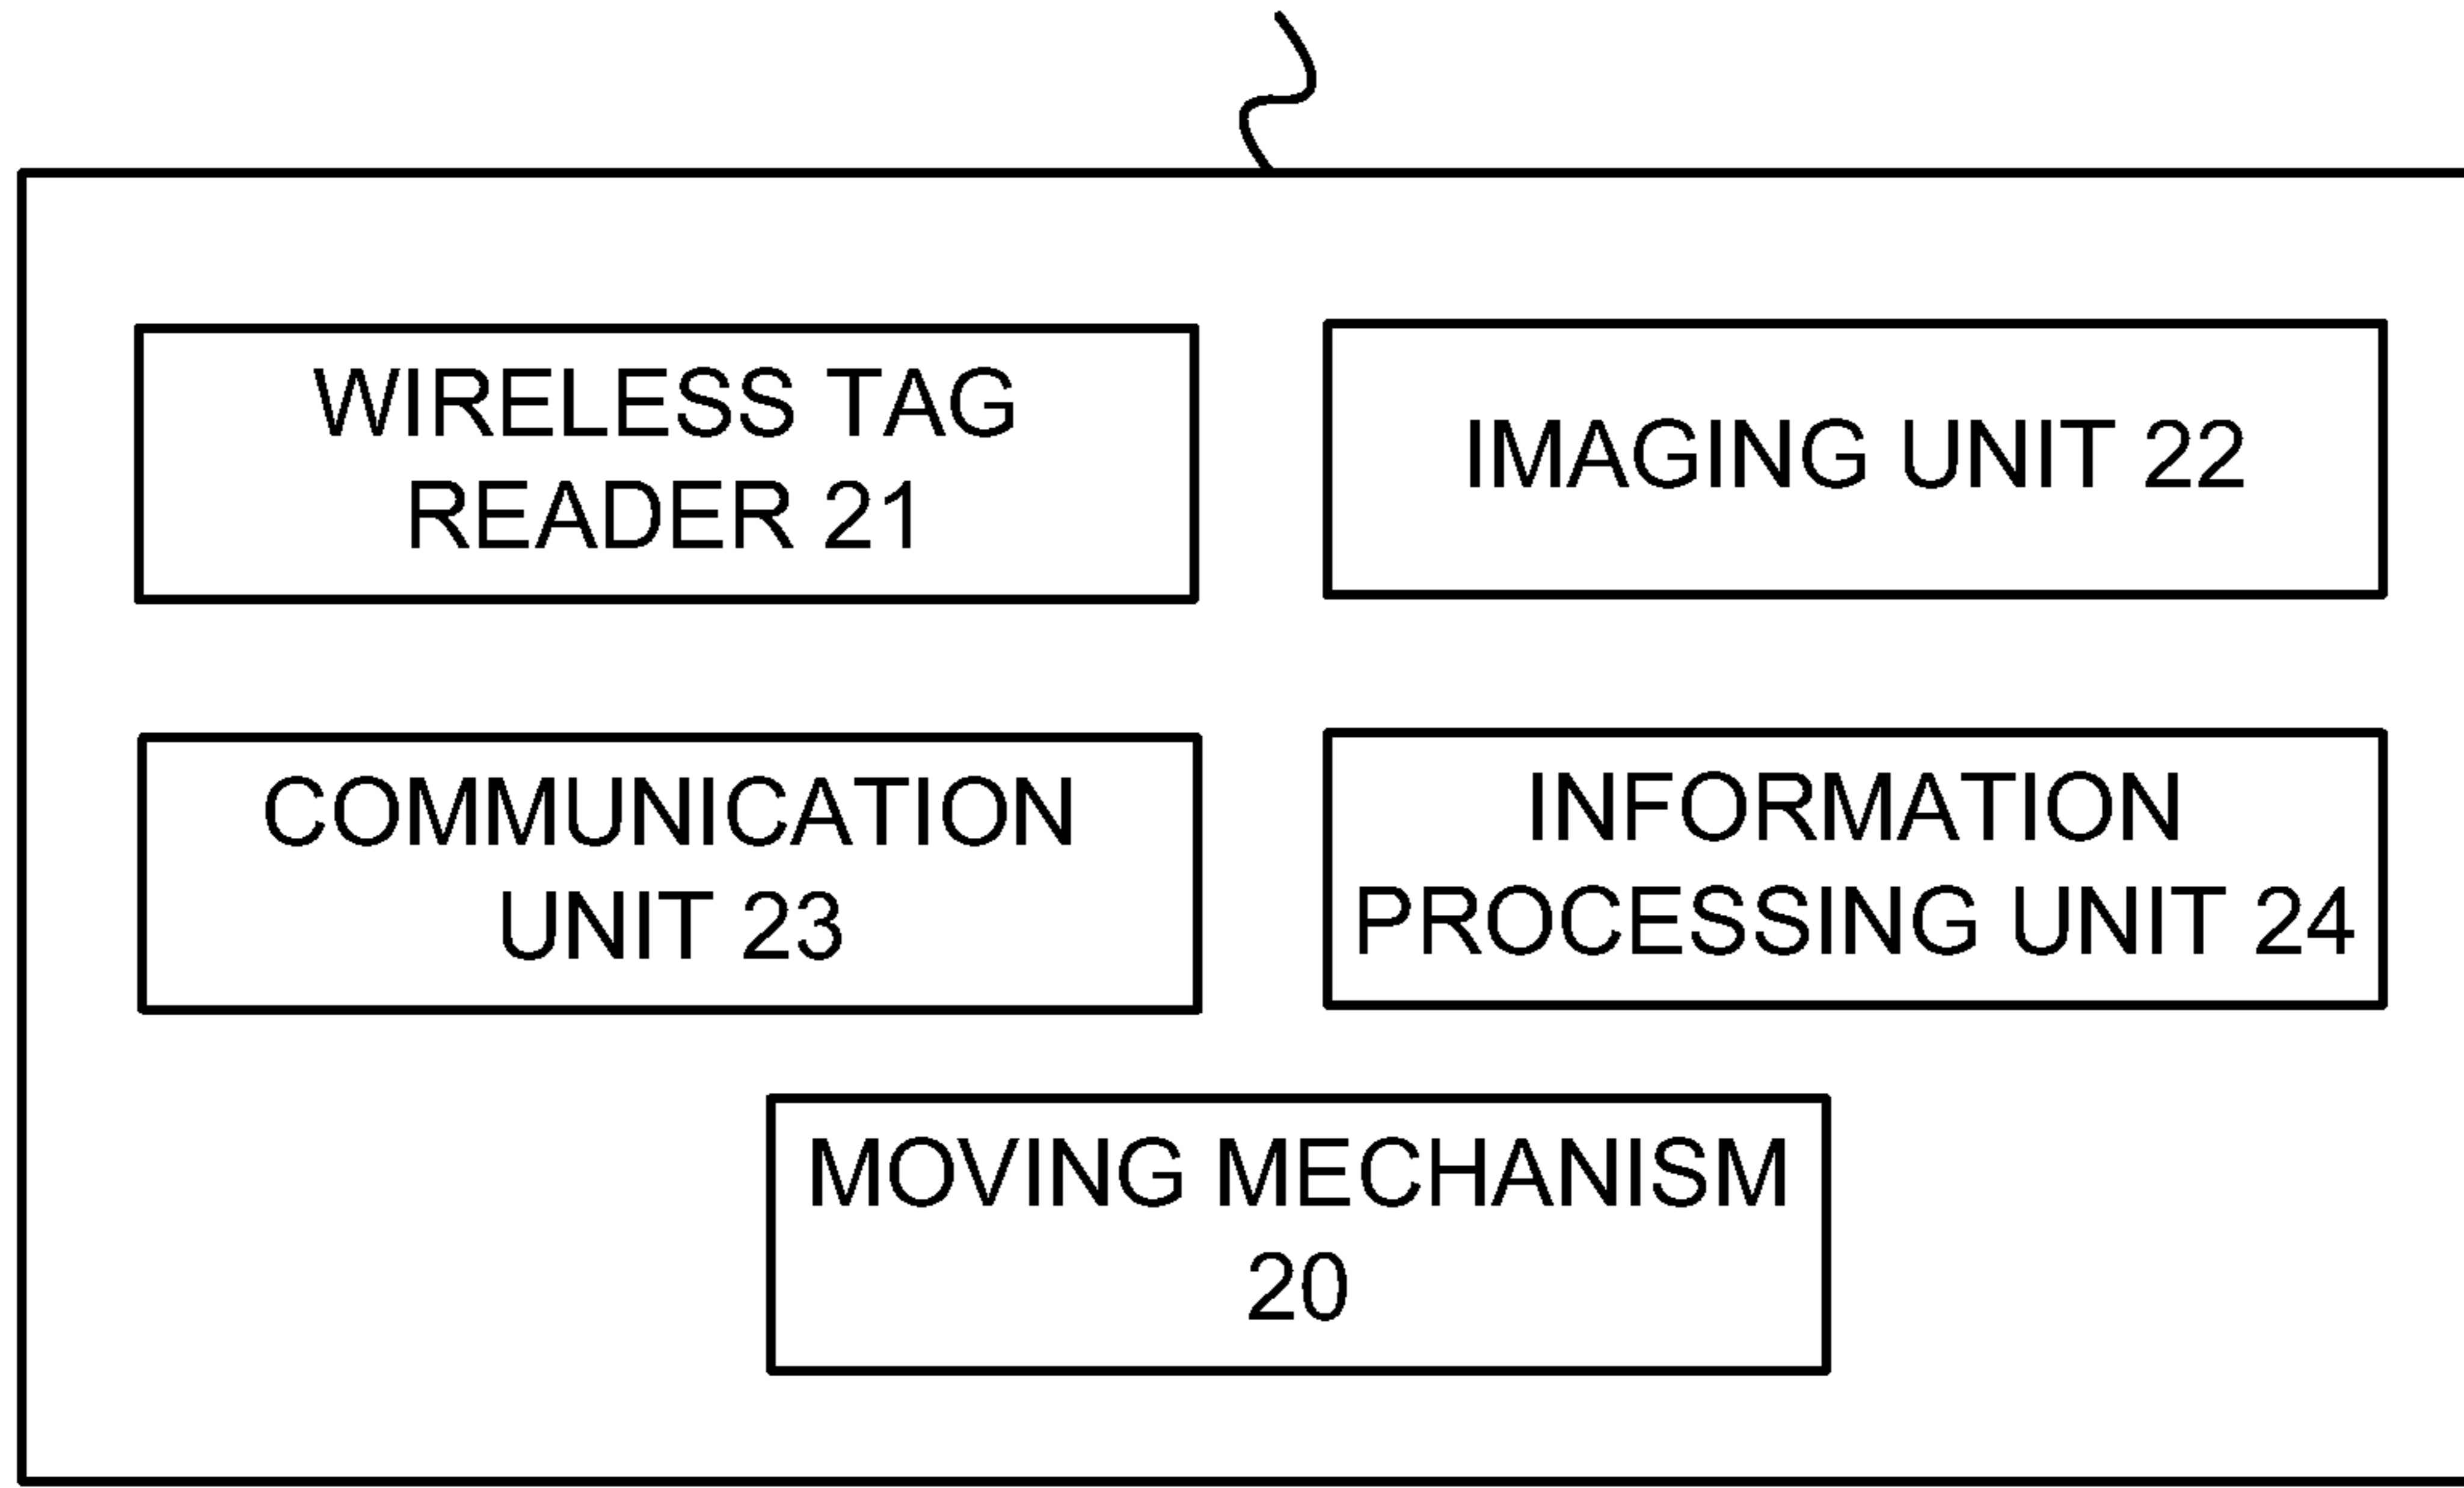 WIRELESS TAG
READER 21
IMAGING UNIT 22
COMMUNICATION
UNIT 23
INFORMATION
PROCESSING UNIT 24
MOVING MECHANISM
20